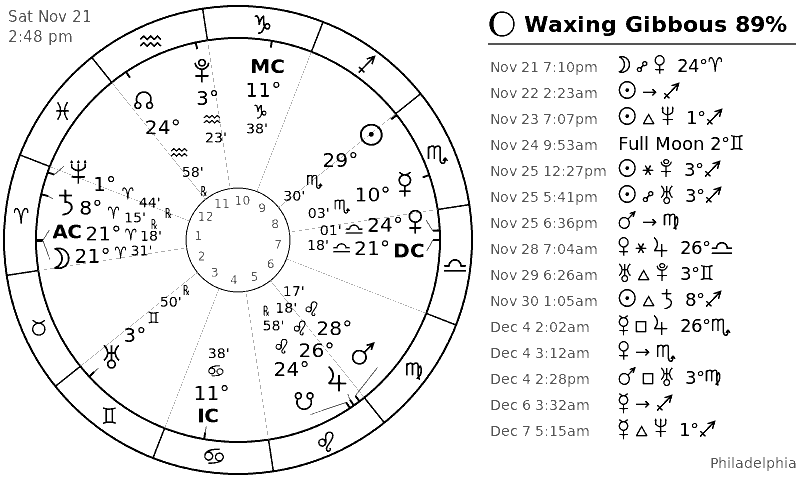 Sat Nov 21
2:48 pm
Waxing Gibbous 89%
Nov 21 7:10pm ☽ ☍ ♀ 24°♈
Nov 22 2:23am ☉ → ♐
Nov 23 7:07pm ☉ △ ♆ 1°♐
Nov 24 9:53am Full Moon 2°♊
Nov 25 12:27pm ☉ ⚹ ⯓ 3°♐
Nov 25 5:41pm ☉ ☍ ♅ 3°♐
Nov 25 6:36pm ♂ → ♍
Nov 28 7:04am ♀ ⚹ ♃ 26°♎
Nov 29 6:26am ♅ △ ⯓ 3°♊
Nov 30 1:05am ☉ △ ♄ 8°♐
Dec 4 2:02am ☿ □ ♃ 26°♏
Dec 4 3:12am ♀ → ♏
Dec 4 2:28pm ♂ □ ♅ 3°♍
Dec 6 3:32am ☿ → ♐
Dec 7 5:15am ☿ △ ♆ 1°♐
Philadelphia
♑
♒
♐
♓
♏
♈
♎
♉
♍
♊
♋
♌
⯓ 3° ♒ 23'
MC 11° ♑ 38'
☊ 24° ♒ 58' ℞
☉ 29° ♏ 30'
☿ 10° ♏ 03'
♀ 24° ♎ 01'
DC 21° ♎ 18'
♆ 1° ♈ 44' ℞
♄ 8° ♈ 15' ℞
AC 21° ♈ 18'
☽ 21° ♈ 31'
♅ 3° ♊ 50' ℞
38' ♋ 11° IC
17' ♌ 28° ♂
18' ♌ 26° ♃
℞ 58' ♌ 24° ☋
1
2
3
4
5
6
7
8
9
10
11
12